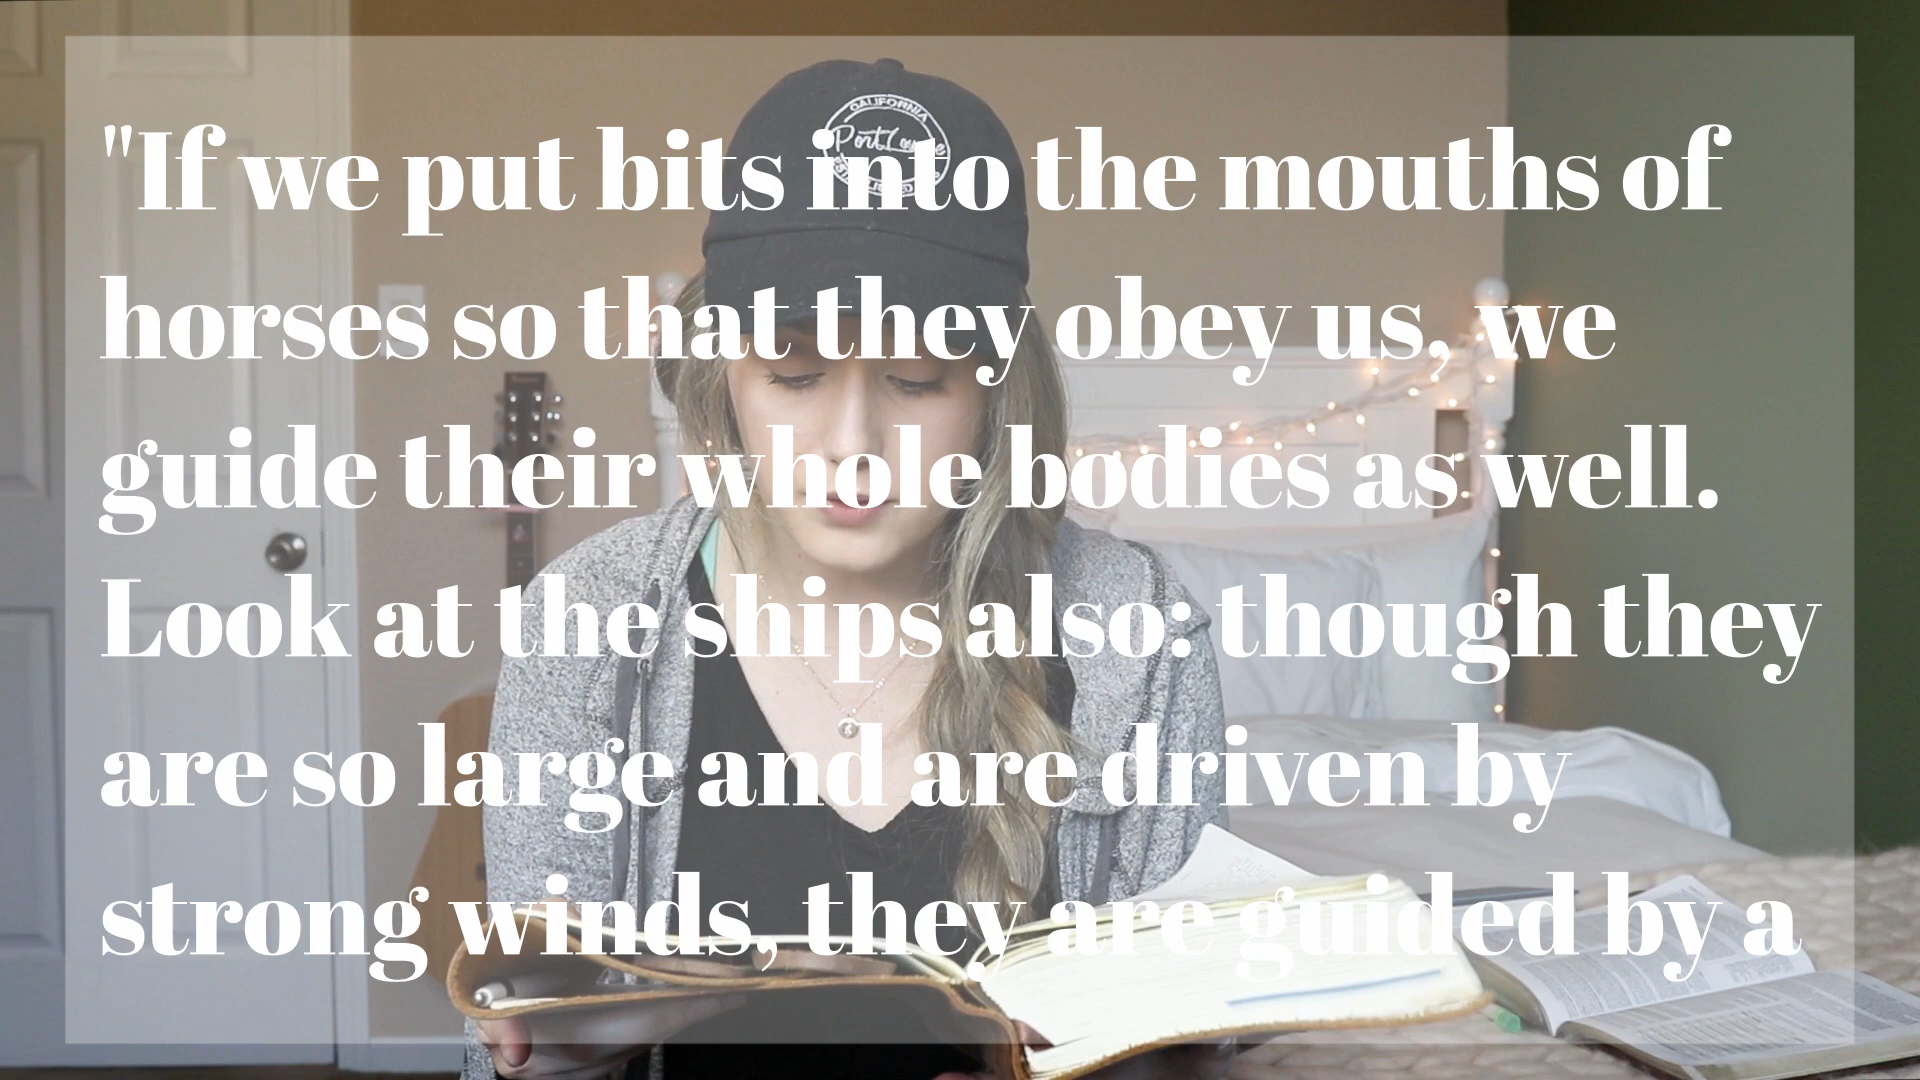 CALIFORNIA
"If we put bits into the mouths of
horses so that they obey us, we
guide their whole bodies as well.
Look at the ships also: though they
are so large and are driven by
strong winds, they are guided by a